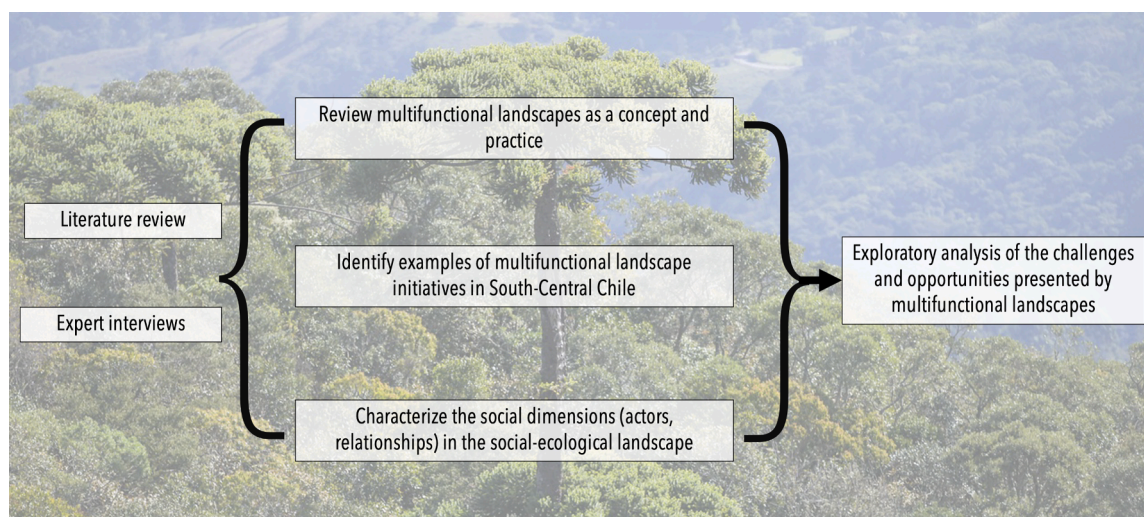 Literature review
Expert interviews
Review multifunctional landscapes as a concept and
practice
Identify examples of multifunctional landscape
initiatives in South-Central Chile
Characterize the social dimensions (actors,
relationships) in the social-ecological landscape
Exploratory analysis of the challenges
and opportunities presented by
multifunctional landscapes